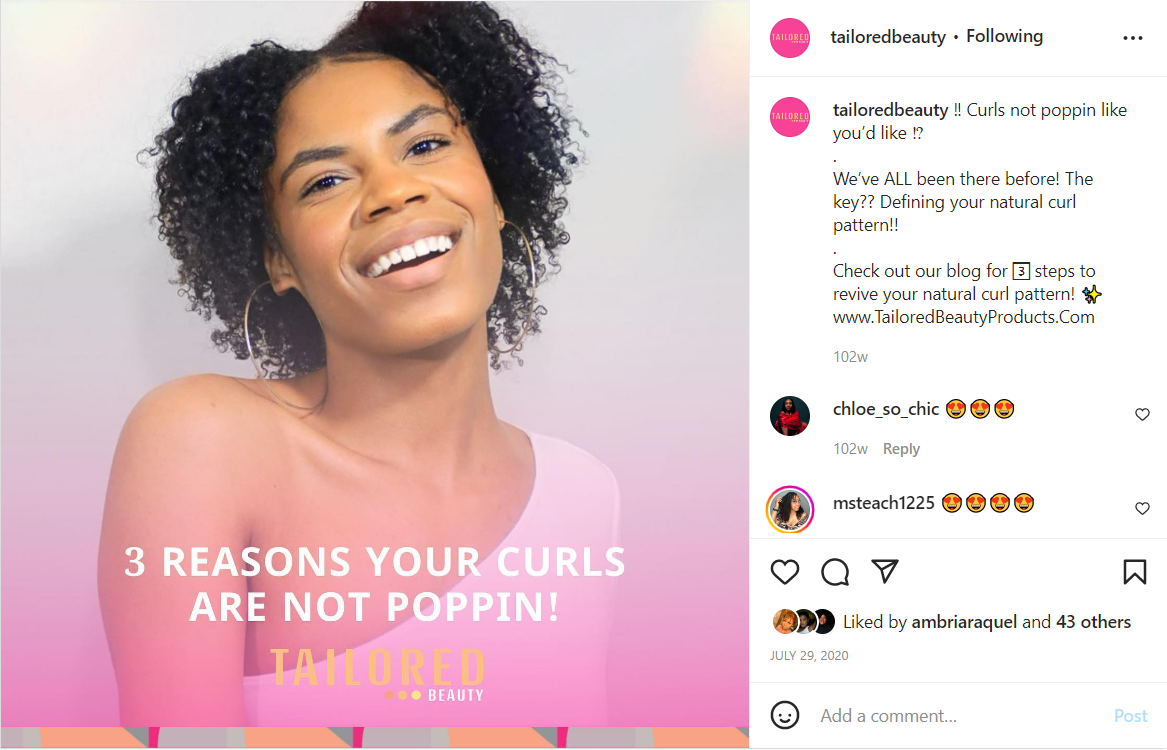 3 REASONS YOUR CURLS
ARE NOT POPPIN!
TAILORED
BEAUTY
TAILORED
tailoredbeauty • Following
TAILORED
tailoredbeauty ‼ Curls not poppin like
you’d like ⁉
.
We’ve ALL been there before! The
key?? Defining your natural curl
pattern!!
.
Check out our blog for 3️⃣ steps to
revive your natural curl pattern! ✨
www.TailoredBeautyProducts.Com
102w
chloe_so_chic 😍😍😍
102w Reply
msteach1225 😍😍😍😍
Liked by ambriaraquel and 43 others
JULY 29, 2020
Add a comment...
Post